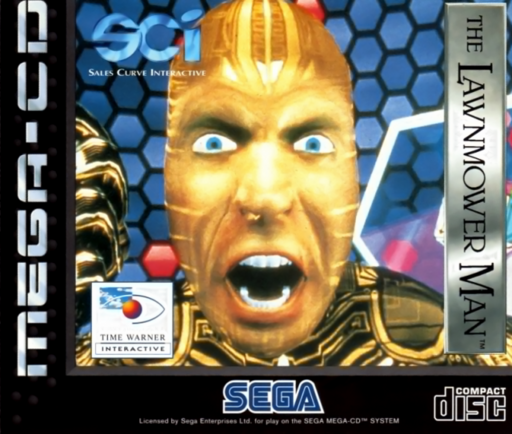 MEGA-CD
SCi
SALES CURVE INTERACTIVE
THE LAWNMOWER MAN™
TIME WARNER
INTERACTIVE
SEGA
Licensed by Sega Enterprises Ltd. for play on the SEGA MEGA-CD™ SYSTEM
COMPACT
disc